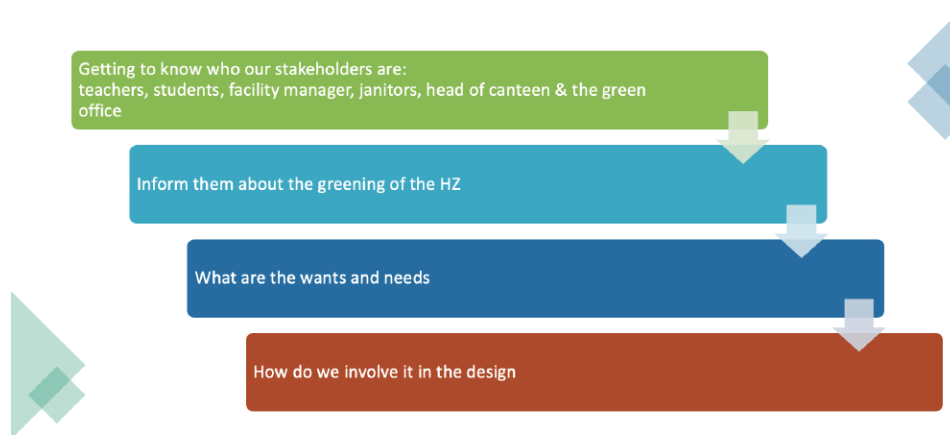 Getting to know who our stakeholders are:
teachers, students, facility manager, janitors, head of canteen & the green
office
Inform them about the greening of the HZ
What are the wants and needs
How do we involve it in the design